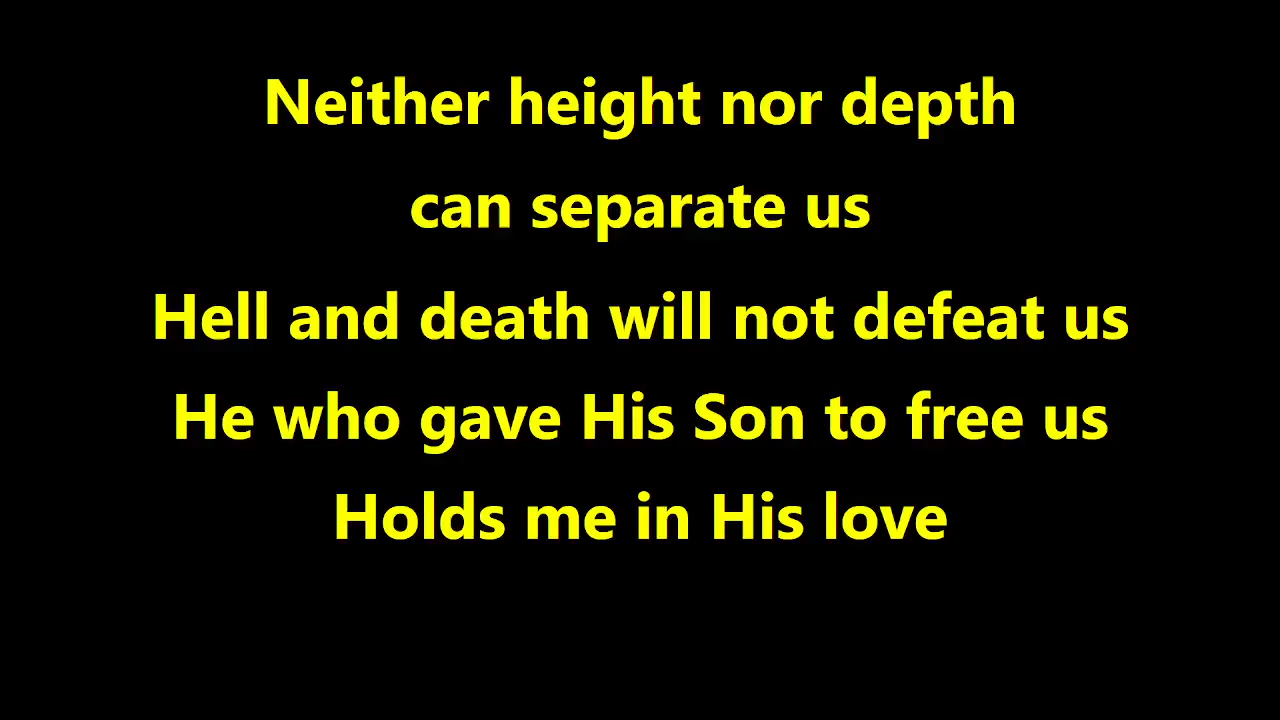 Neither height nor depth
can separate us
Hell and death will not defeat us
He who gave His Son to free us
Holds me in His love